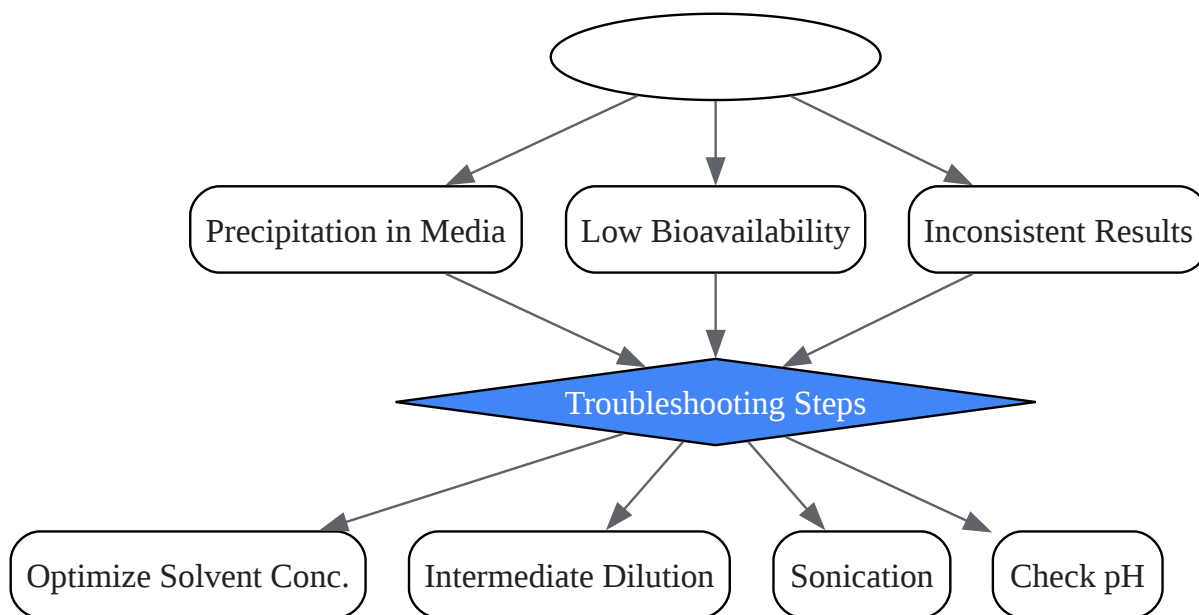 Precipitation in Media
Low Bioavailability
Inconsistent Results
Troubleshooting Steps
Optimize Solvent Conc.
Intermediate Dilution
Sonication
Check pH